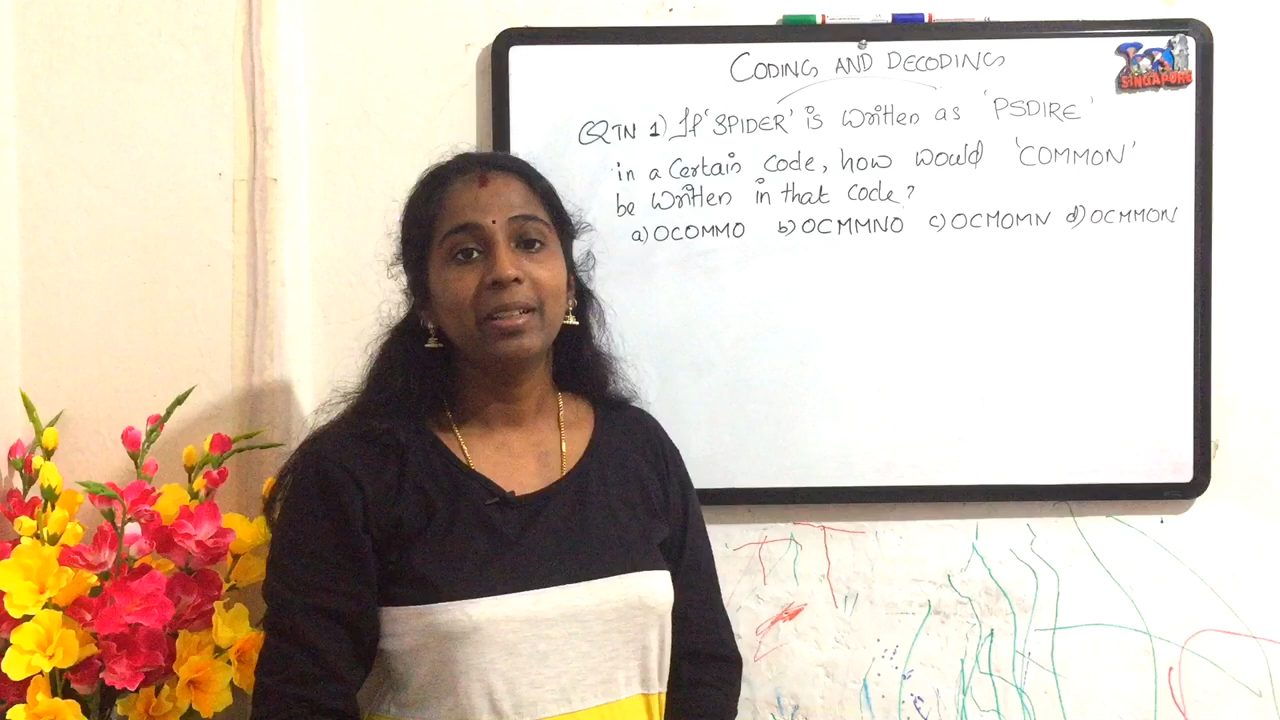 CODING AND DECODING
QTN 1) If 'SPIDER' is written as 'PSDIRE'
in a certain code, how would 'COMMON'
be written in that code?
a) OCOMMO b) OCMMNO c) OCMOMN d) OCMMON
SINGAPORE